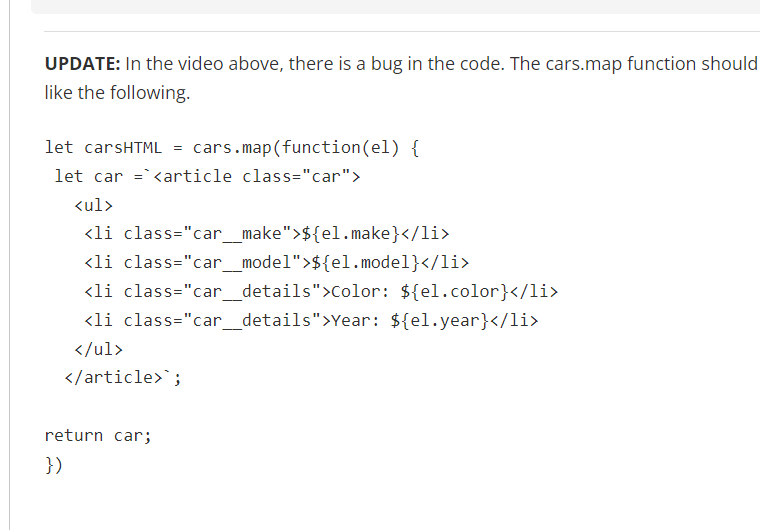 UPDATE: In the video above, there is a bug in the code. The cars.map function should
like the following.
let carsHTML = cars.map(function(el) {
let car =`<article class="car">
<ul>
<li class="car__make">${el.make}</li>
<li class="car__model">${el.model}</li>
<li class="car__details">Color: ${el.color}</li>
<li class="car__details">Year: ${el.year}</li>
</ul>
</article>`;
return car;
})